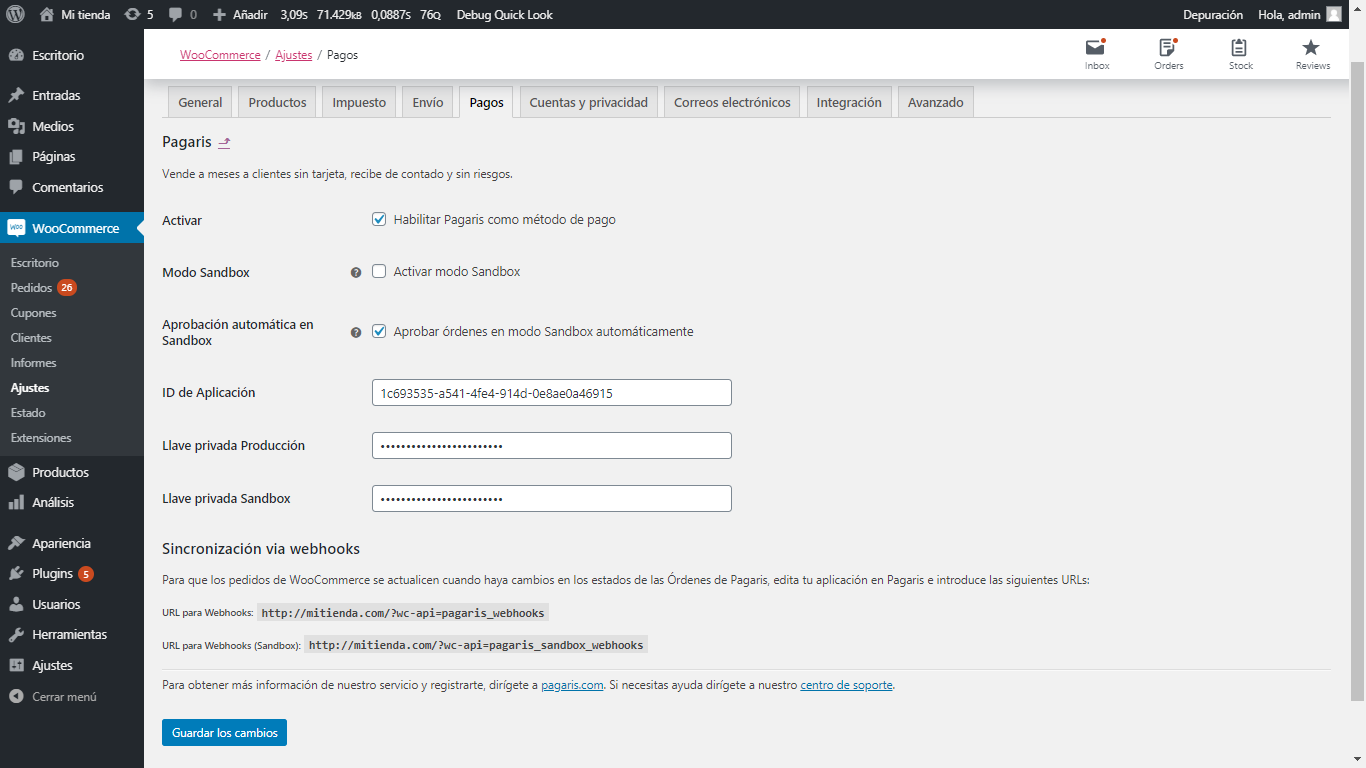 Mi tienda 5 0 Añadir 3,09s 71.429kB 0,0887s 76Q Debug Quick Look Depuración Hola, admin
WooCommerce / Ajustes / Pagos
Inbox Orders Stock Reviews
Escritorio
Entradas
Medios
Páginas
Comentarios
WooCommerce
Escritorio
Pedidos 26
Cupones
Clientes
Informes
Ajustes
Estado
Extensiones
Productos
Análisis
Apariencia
Plugins 5
Usuarios
Herramientas
Ajustes
Cerrar menú
General Productos Impuesto Envío Pagos Cuentas y privacidad Correos electrónicos Integración Avanzado
Pagaris
Vende a meses a clientes sin tarjeta, recibe de contado y sin riesgos.
Activar Habilitar Pagaris como método de pago
Modo Sandbox Activar modo Sandbox
Aprobación automática en
Sandbox
Aprobar órdenes en modo Sandbox automáticamente
ID de Aplicación 1c693535-a541-4fe4-914d-0e8ae0a46915
Llave privada Producción
Llave privada Sandbox
Sincronización via webhooks
Para que los pedidos de WooCommerce se actualicen cuando haya cambios en los estados de las Órdenes de Pagaris, edita tu aplicación en Pagaris e introduce las siguientes URLs:
URL para Webhooks: http://mitienda.com/?wc-api=pagaris_webhooks
URL para Webhooks (Sandbox): http://mitienda.com/?wc-api=pagaris_sandbox_webhooks
Para obtener más información de nuestro servicio y registrarte, dirígete a pagaris.com. Si necesitas ayuda dirígete a nuestro centro de soporte.
Guardar los cambios